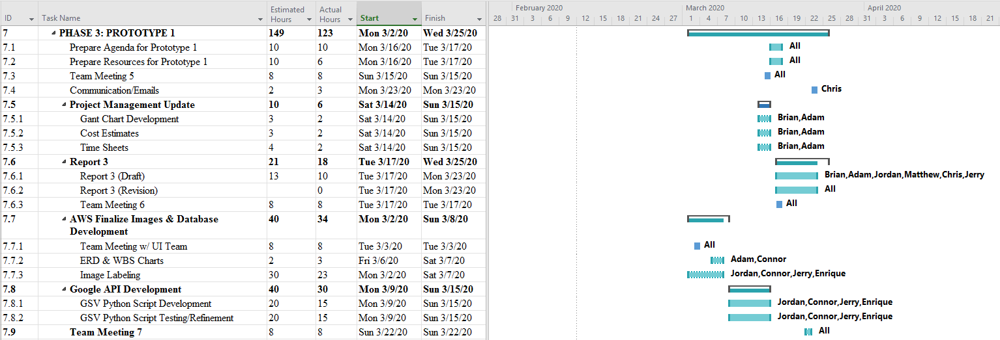 February 2020 March 2020 April 2020
ID Task Name Estimated Hours Actual Hours Start Finish
28 31 3 6 9 12 15 18 21 24 27 1 4 7 10 13 16 19 22 25 28 31 3 6 9 12 15 18 21
7 PHASE 3: PROTOTYPE 1 149 123 Mon 3/2/20 Wed 3/25/20
7.1 Prepare Agenda for Prototype 1 10 10 Mon 3/16/20 Tue 3/17/20 All
7.2 Prepare Resources for Prototype 1 10 6 Mon 3/16/20 Tue 3/17/20 All
7.3 Team Meeting 5 8 8 Sun 3/15/20 Sun 3/15/20 All
7.4 Communication/Emails 2 3 Mon 3/23/20 Mon 3/23/20 Chris
7.5 Project Management Update 10 6 Sat 3/14/20 Sun 3/15/20
7.5.1 Gant Chart Development 3 2 Sat 3/14/20 Sun 3/15/20 Brian,Adam
7.5.2 Cost Estimates 3 2 Sat 3/14/20 Sun 3/15/20 Brian,Adam
7.5.3 Time Sheets 4 2 Sat 3/14/20 Sun 3/15/20 Brian,Adam
7.6 Report 3 21 18 Tue 3/17/20 Wed 3/25/20
7.6.1 Report 3 (Draft) 13 10 Tue 3/17/20 Mon 3/23/20 Brian,Adam,Jordan,Matthew,Chris,Jerry
7.6.2 Report 3 (Revision) 0 Tue 3/17/20 Mon 3/23/20 All
7.6.3 Team Meeting 6 8 8 Tue 3/17/20 Tue 3/17/20 All
7.7 AWS Finalize Images & Database 40 34 Mon 3/2/20 Sun 3/8/20
Development
7.7.1 Team Meeting w/ UI Team 8 8 Tue 3/3/20 Tue 3/3/20 All
7.7.2 ERD & WBS Charts 2 3 Fri 3/6/20 Sat 3/7/20 Adam,Connor
7.7.3 Image Labeling 30 23 Mon 3/2/20 Sat 3/7/20 Jordan,Connor,Jerry,Enrique
7.8 Google API Development 40 30 Mon 3/9/20 Sun 3/15/20
7.8.1 GSV Python Script Development 20 15 Mon 3/9/20 Sun 3/15/20 Jordan,Connor,Jerry,Enrique
7.8.2 GSV Python Script Testing/Refinement 20 15 Mon 3/9/20 Sun 3/15/20 Jordan,Connor,Jerry,Enrique
7.9 Team Meeting 7 8 8 Sun 3/22/20 Sun 3/22/20 All